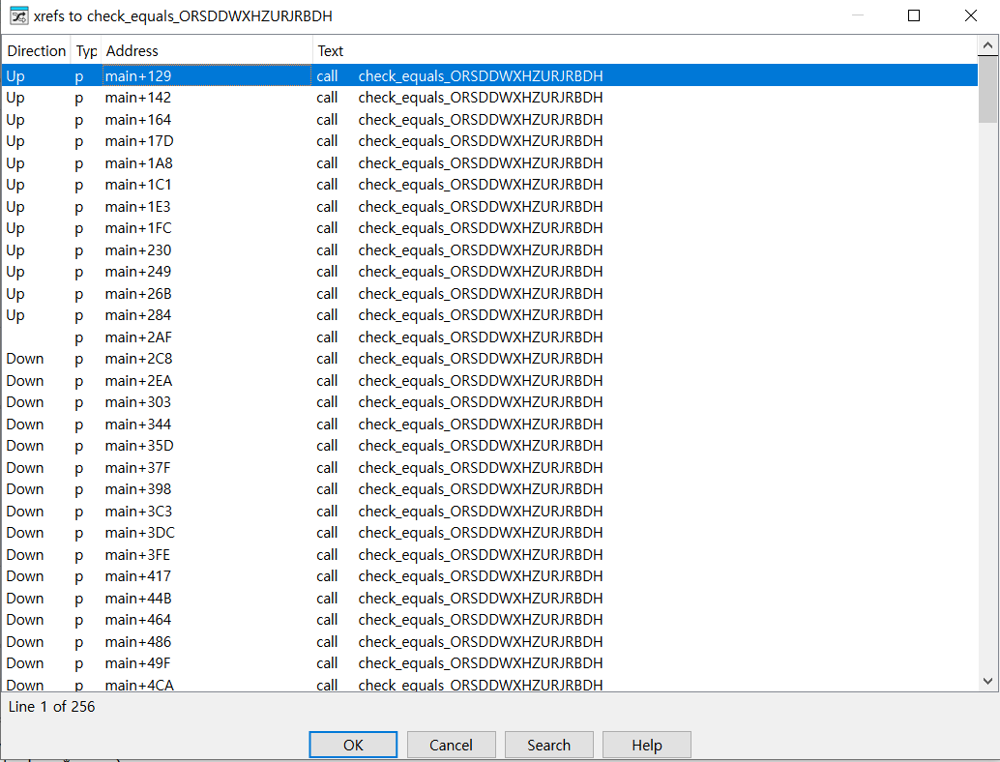 xrefs to check_equals_ORSDDWXHZURJRBDH
Direction Typ Address Text
Up p main+129 call check_equals_ORSDDWXHZURJRBDH
Up p main+142 call check_equals_ORSDDWXHZURJRBDH
Up p main+164 call check_equals_ORSDDWXHZURJRBDH
Up p main+17D call check_equals_ORSDDWXHZURJRBDH
Up p main+1A8 call check_equals_ORSDDWXHZURJRBDH
Up p main+1C1 call check_equals_ORSDDWXHZURJRBDH
Up p main+1E3 call check_equals_ORSDDWXHZURJRBDH
Up p main+1FC call check_equals_ORSDDWXHZURJRBDH
Up p main+230 call check_equals_ORSDDWXHZURJRBDH
Up p main+249 call check_equals_ORSDDWXHZURJRBDH
Up p main+26B call check_equals_ORSDDWXHZURJRBDH
Up p main+284 call check_equals_ORSDDWXHZURJRBDH
p main+2AF call check_equals_ORSDDWXHZURJRBDH
Down p main+2C8 call check_equals_ORSDDWXHZURJRBDH
Down p main+2EA call check_equals_ORSDDWXHZURJRBDH
Down p main+303 call check_equals_ORSDDWXHZURJRBDH
Down p main+344 call check_equals_ORSDDWXHZURJRBDH
Down p main+35D call check_equals_ORSDDWXHZURJRBDH
Down p main+37F call check_equals_ORSDDWXHZURJRBDH
Down p main+398 call check_equals_ORSDDWXHZURJRBDH
Down p main+3C3 call check_equals_ORSDDWXHZURJRBDH
Down p main+3DC call check_equals_ORSDDWXHZURJRBDH
Down p main+3FE call check_equals_ORSDDWXHZURJRBDH
Down p main+417 call check_equals_ORSDDWXHZURJRBDH
Down p main+44B call check_equals_ORSDDWXHZURJRBDH
Down p main+464 call check_equals_ORSDDWXHZURJRBDH
Down p main+486 call check_equals_ORSDDWXHZURJRBDH
Down p main+49F call check_equals_ORSDDWXHZURJRBDH
Down p main+4CA call check_equals_ORSDDWXHZURJRBDH
Line 1 of 256
OK Cancel Search Help